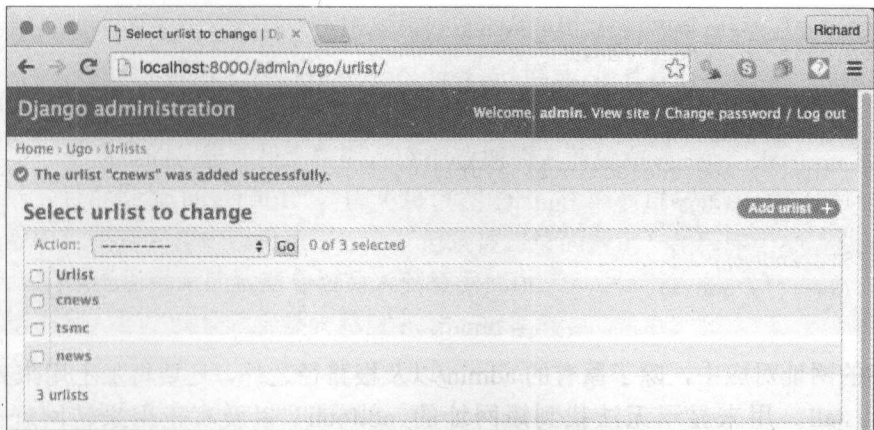 Select urlist to change | Dj
Richard
localhost:8000/admin/ugo/urlist/
Django administration
Welcome, admin. View site / Change password / Log out
Home › Ugo › Urlists
The urlist "cnews" was added successfully.
Select urlist to change
Add urlist +
Action: --------- Go 0 of 3 selected
Urlist
cnews
tsmc
news
3 urlists